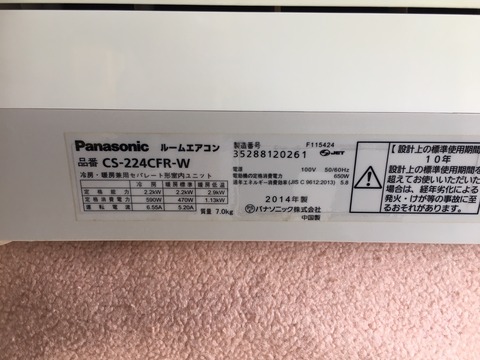 Panasonic ルームエアコン
品番 CS-224CFR-W
冷房・暖房兼用セパレート形室内ユニット
冷房 暖房標準 暖房低温
定格能力 2.2kW 2.2kW 2.9kW
定格消費電力 590W 470W 1.13kW
運転電流 6.55A 5.20A
質量 7.0kg
製造番号 F115424
35288120261 JET
電源 100V 50/60Hz
電動機の定格消費電力 650W
通年エネルギー消費効率(JIS C 9612:2013) 5.8
2014年製
パナソニック株式会社
中国製
【設計上の標準使用期間】
10年
設計上の標準使用期間を
超えてお使いいただいた
場合は、経年劣化による
発火・けが等の事故に至
るおそれがあります。